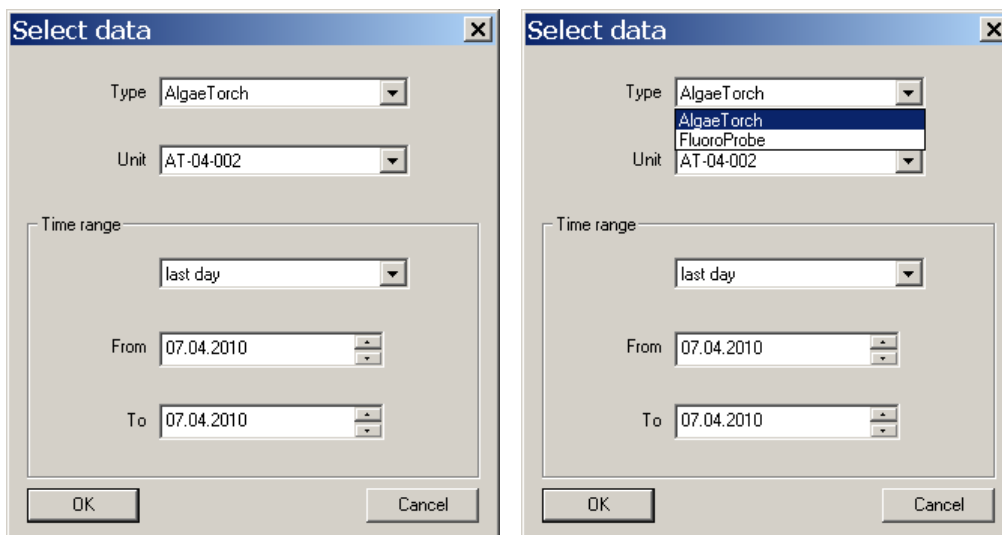 Select data
Type AlgaeTorch
Unit AT-04-002
Time range
last day
From 07.04.2010
To 07.04.2010
OK Cancel
Select data
Type AlgaeTorch
AlgaeTorch
FluoroProbe
Unit AT-04-002
Time range
last day
From 07.04.2010
To 07.04.2010
OK Cancel